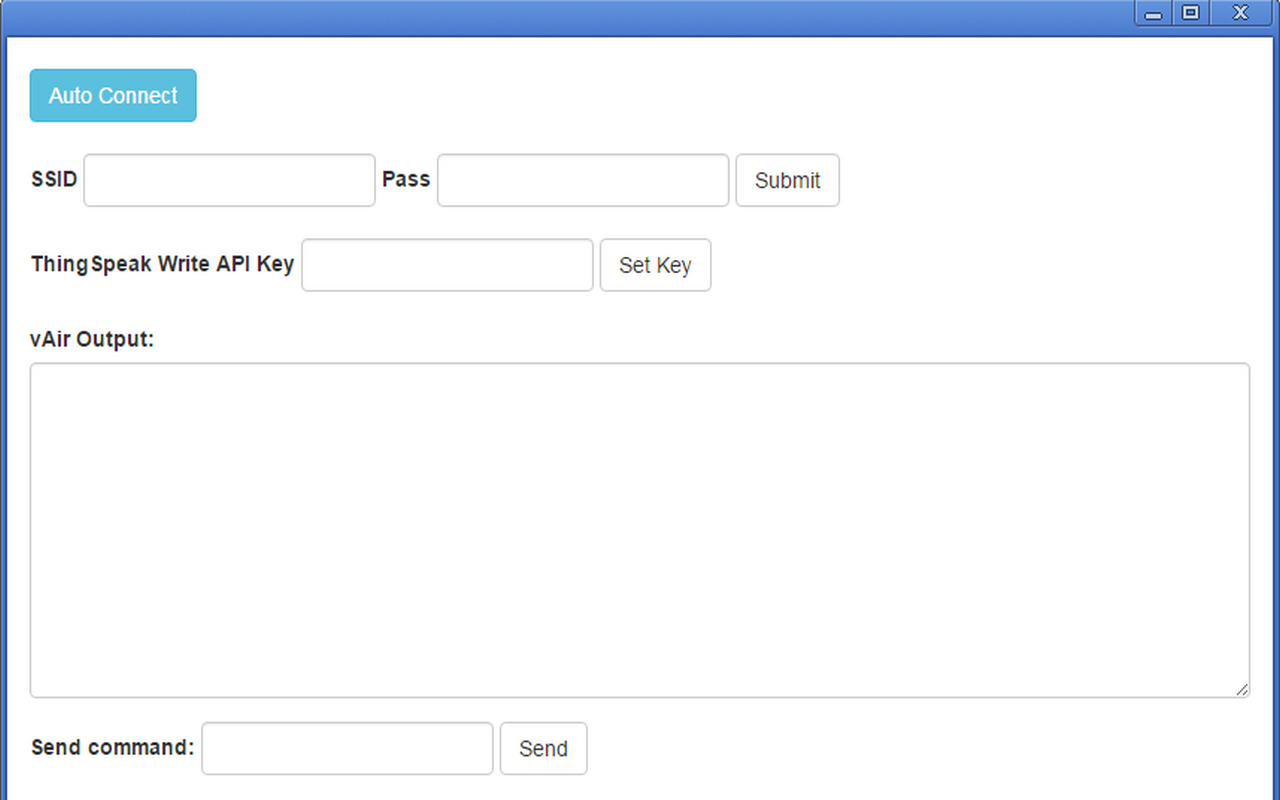 Auto Connect
SSID Pass Submit
ThingSpeak Write API Key Set Key
vAir Output:
Send command: Send